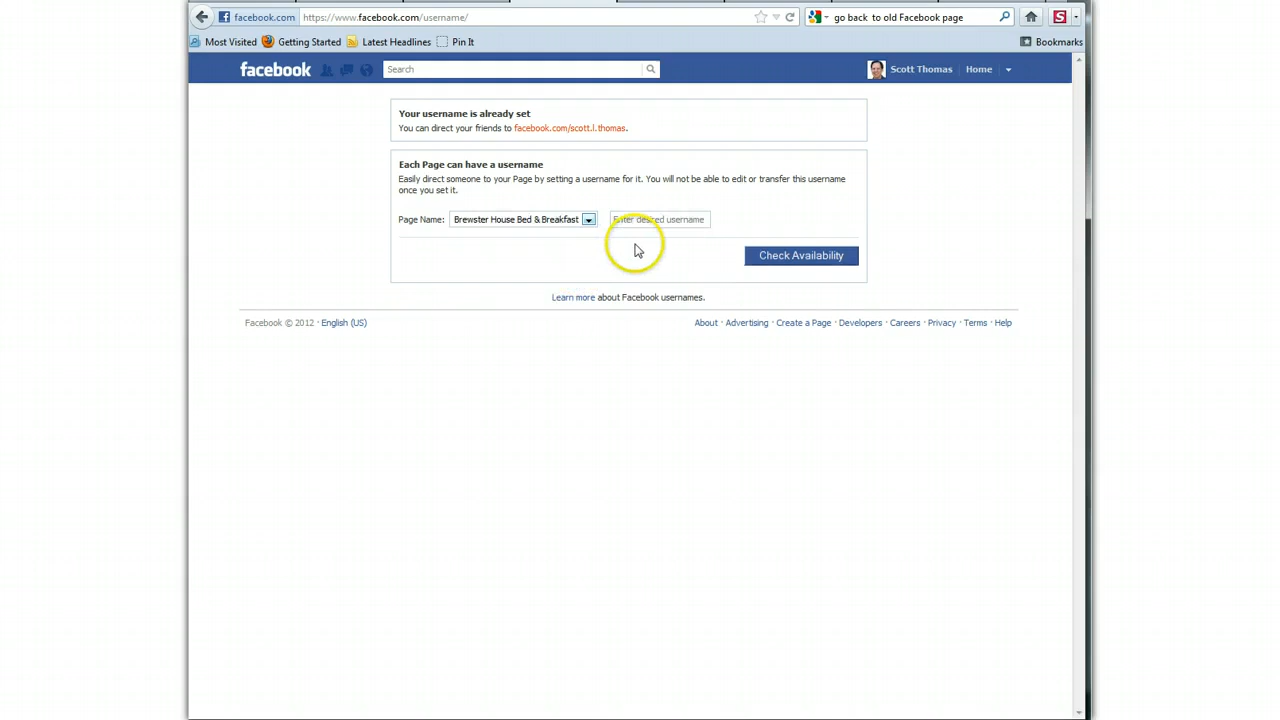 facebook.com https://www.facebook.com/username/ go back to old Facebook page S
Most Visited Getting Started Latest Headlines Pin It Bookmarks
facebook Search Scott Thomas Home
Your username is already set
You can direct your friends to facebook.com/scott.l.thomas.
Each Page can have a username
Easily direct someone to your Page by setting a username for it. You will not be able to edit or transfer this username
once you set it.
Page Name: Brewster House Bed & Breakfast Enter desired username
Check Availability
Learn more about Facebook usernames.
Facebook © 2012 · English (US) About · Advertising · Create a Page · Developers · Careers · Privacy · Terms · Help